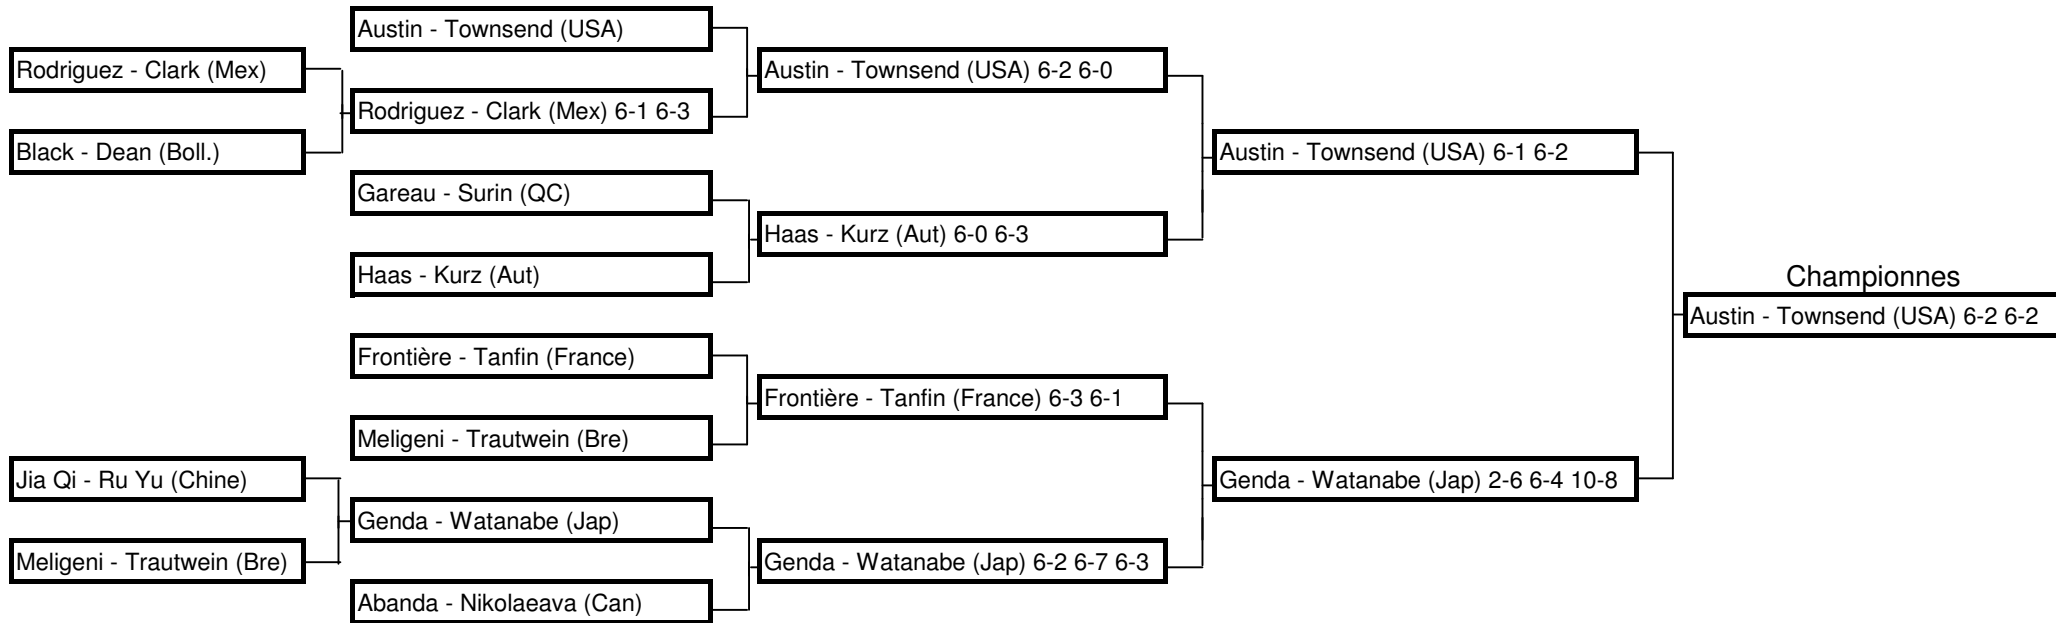 Austin - Townsend (USA)
Rodriguez - Clark (Mex)
Austin - Townsend (USA) 6-2 6-0
Rodriguez - Clark (Mex) 6-1 6-3
Black - Dean (Boll.)
Austin - Townsend (USA) 6-1 6-2
Gareau - Surin (QC)
Haas - Kurz (Aut) 6-0 6-3
Haas - Kurz (Aut)
Championnes
Austin - Townsend (USA) 6-2 6-2
Frontière - Tanfin (France)
Frontière - Tanfin (France) 6-3 6-1
Meligeni - Trautwein (Bre)
Jia Qi - Ru Yu (Chine)
Genda - Watanabe (Jap) 2-6 6-4 10-8
Genda - Watanabe (Jap)
Meligeni - Trautwein (Bre)
Genda - Watanabe (Jap) 6-2 6-7 6-3
Abanda - Nikolaeava (Can)